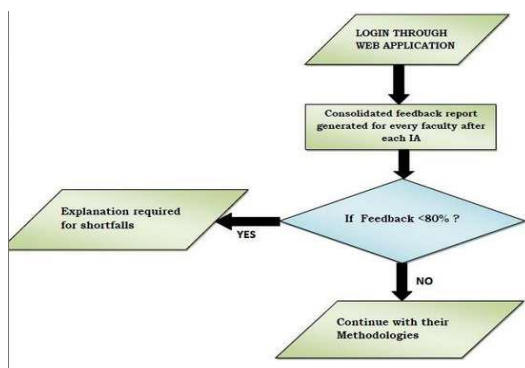 LOGIN THROUGH
WEB APPLICATION
Consolidated feedback report
generated for every faculty after
each IA
If Feedback <80% ?
YES
Explanation required
for shortfalls
NO
Continue with their
Methodologies